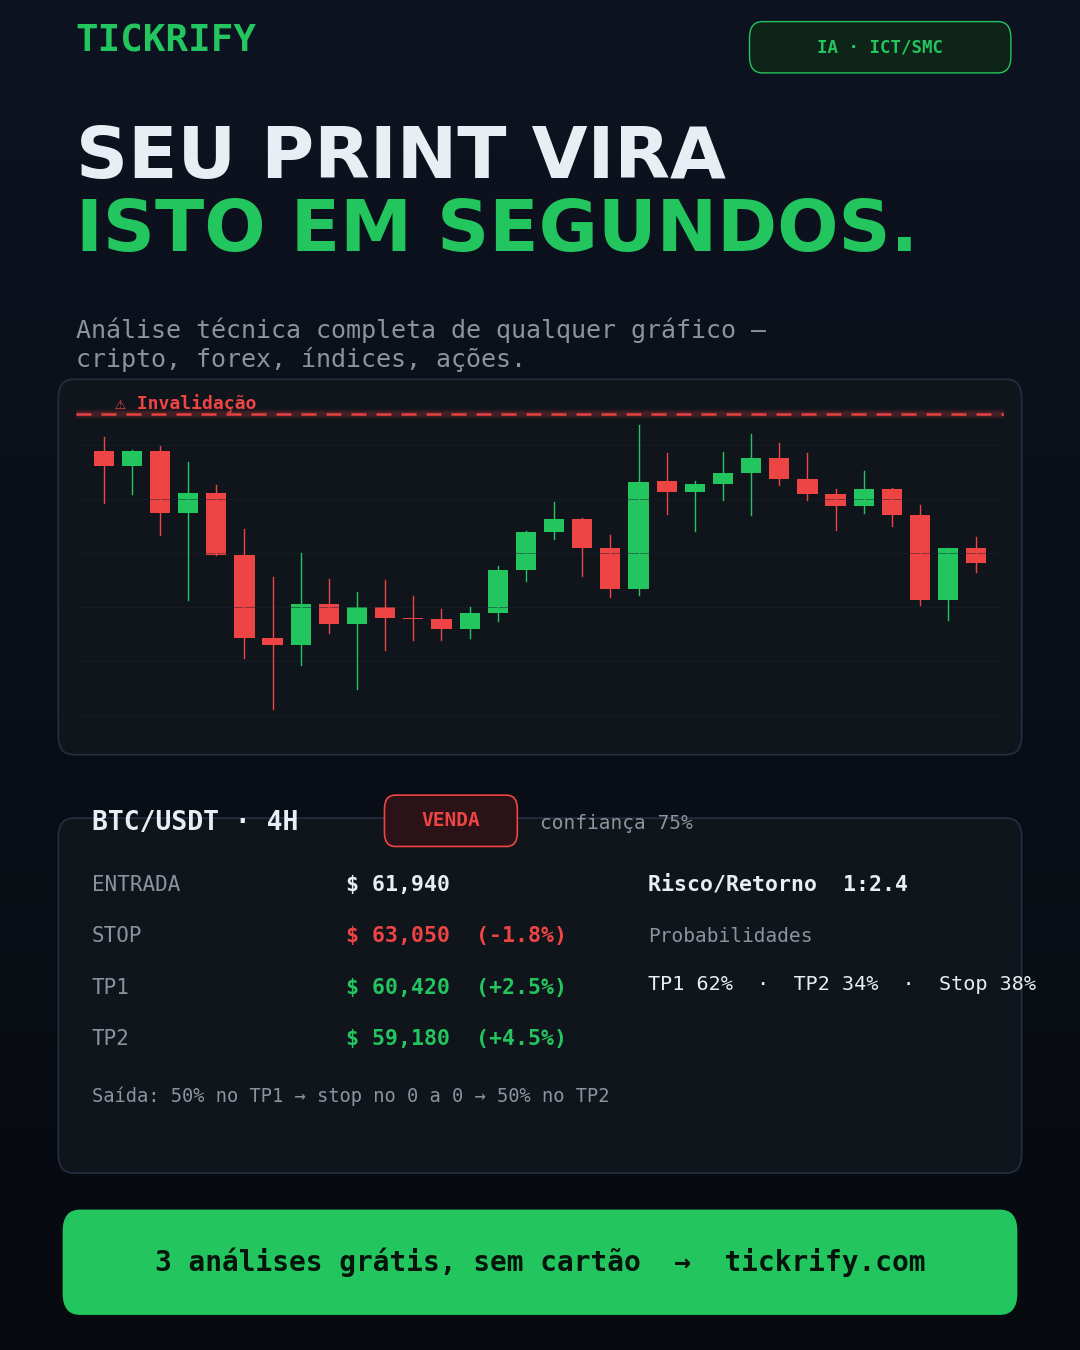 TICKRIFY
IA · ICT/SMC
SEU PRINT VIRA
ISTO EM SEGUNDOS.
Análise técnica completa de qualquer gráfico —
cripto, forex, índices, ações.
⚠ Invalidação
BTC/USDT · 4H
VENDA
confiança 75%
ENTRADA $ 61,940
Risco/Retorno 1:2.4
STOP $ 63,050 (-1.8%)
Probabilidades
TP1 $ 60,420 (+2.5%)
TP1 62% · TP2 34% · Stop 38%
TP2 $ 59,180 (+4.5%)
Saída: 50% no TP1 → stop no 0 a 0 → 50% no TP2
3 análises grátis, sem cartão → tickrify.com